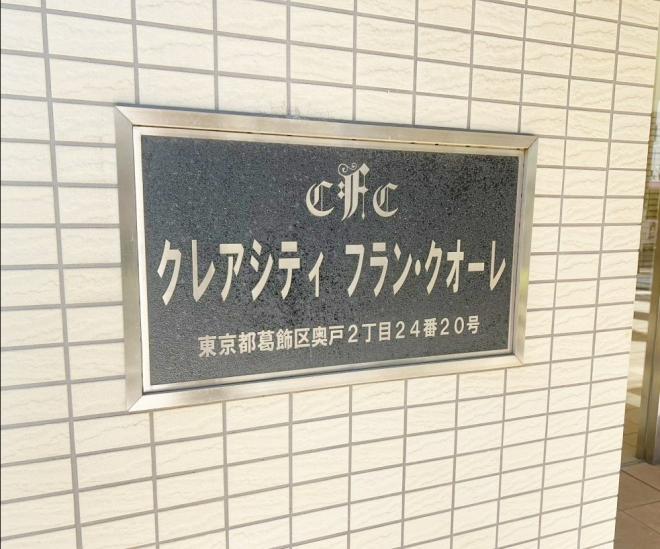 CFC
クレアシティ フラン・クオーレ
東京都葛飾区奥戸２丁目２４番２０号